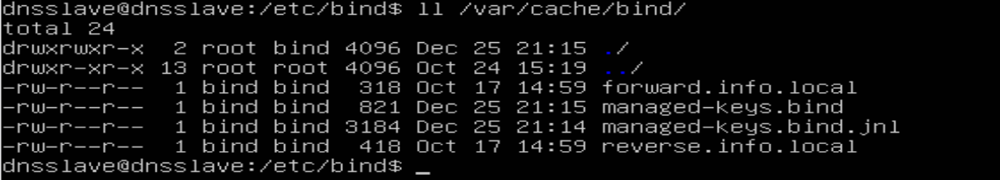 dnsslave@dnsslave:/etc/bind$ ll /var/cache/bind/
total 24
drwxrwxr-x  2 root bind 4096 Dec 25 21:15 ./
drwxr-xr-x 13 root root 4096 Oct 24 15:19 ../
-rw-r--r--  1 bind bind  318 Oct 17 14:59 forward.info.local
-rw-r--r--  1 bind bind  821 Dec 25 21:15 managed-keys.bind
-rw-r--r--  1 bind bind 3184 Dec 25 21:14 managed-keys.bind.jnl
-rw-r--r--  1 bind bind  418 Oct 17 14:59 reverse.info.local
dnsslave@dnsslave:/etc/bind$ _